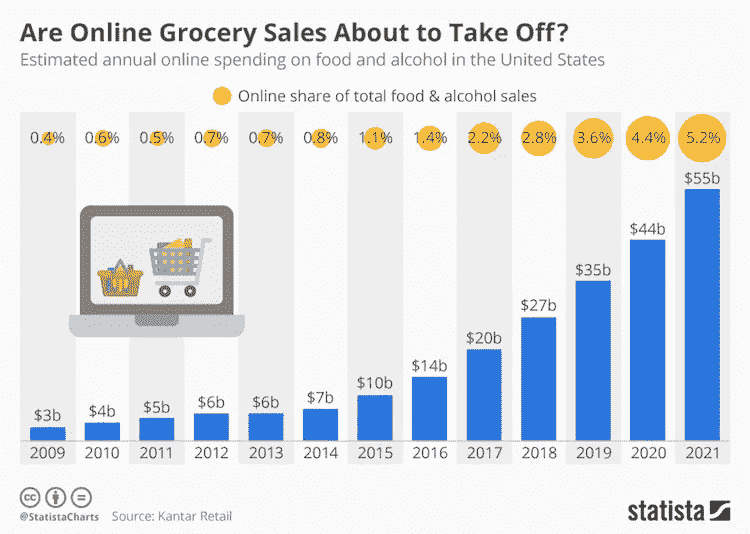 Are Online Grocery Sales About to Take Off?
Estimated annual online spending on food and alcohol in the United States
Online share of total food & alcohol sales
0.4% 0.6% 0.5% 0.7% 0.7% 0.8% 1.1% 1.4% 2.2% 2.8% 3.6% 4.4% 5.2%
$3b $4b $5b $6b $6b $7b $10b $14b $20b $27b $35b $44b $55b
2009 2010 2011 2012 2013 2014 2015 2016 2017 2018 2019 2020 2021
cc
@StatistaCharts Source: Kantar Retail
statista